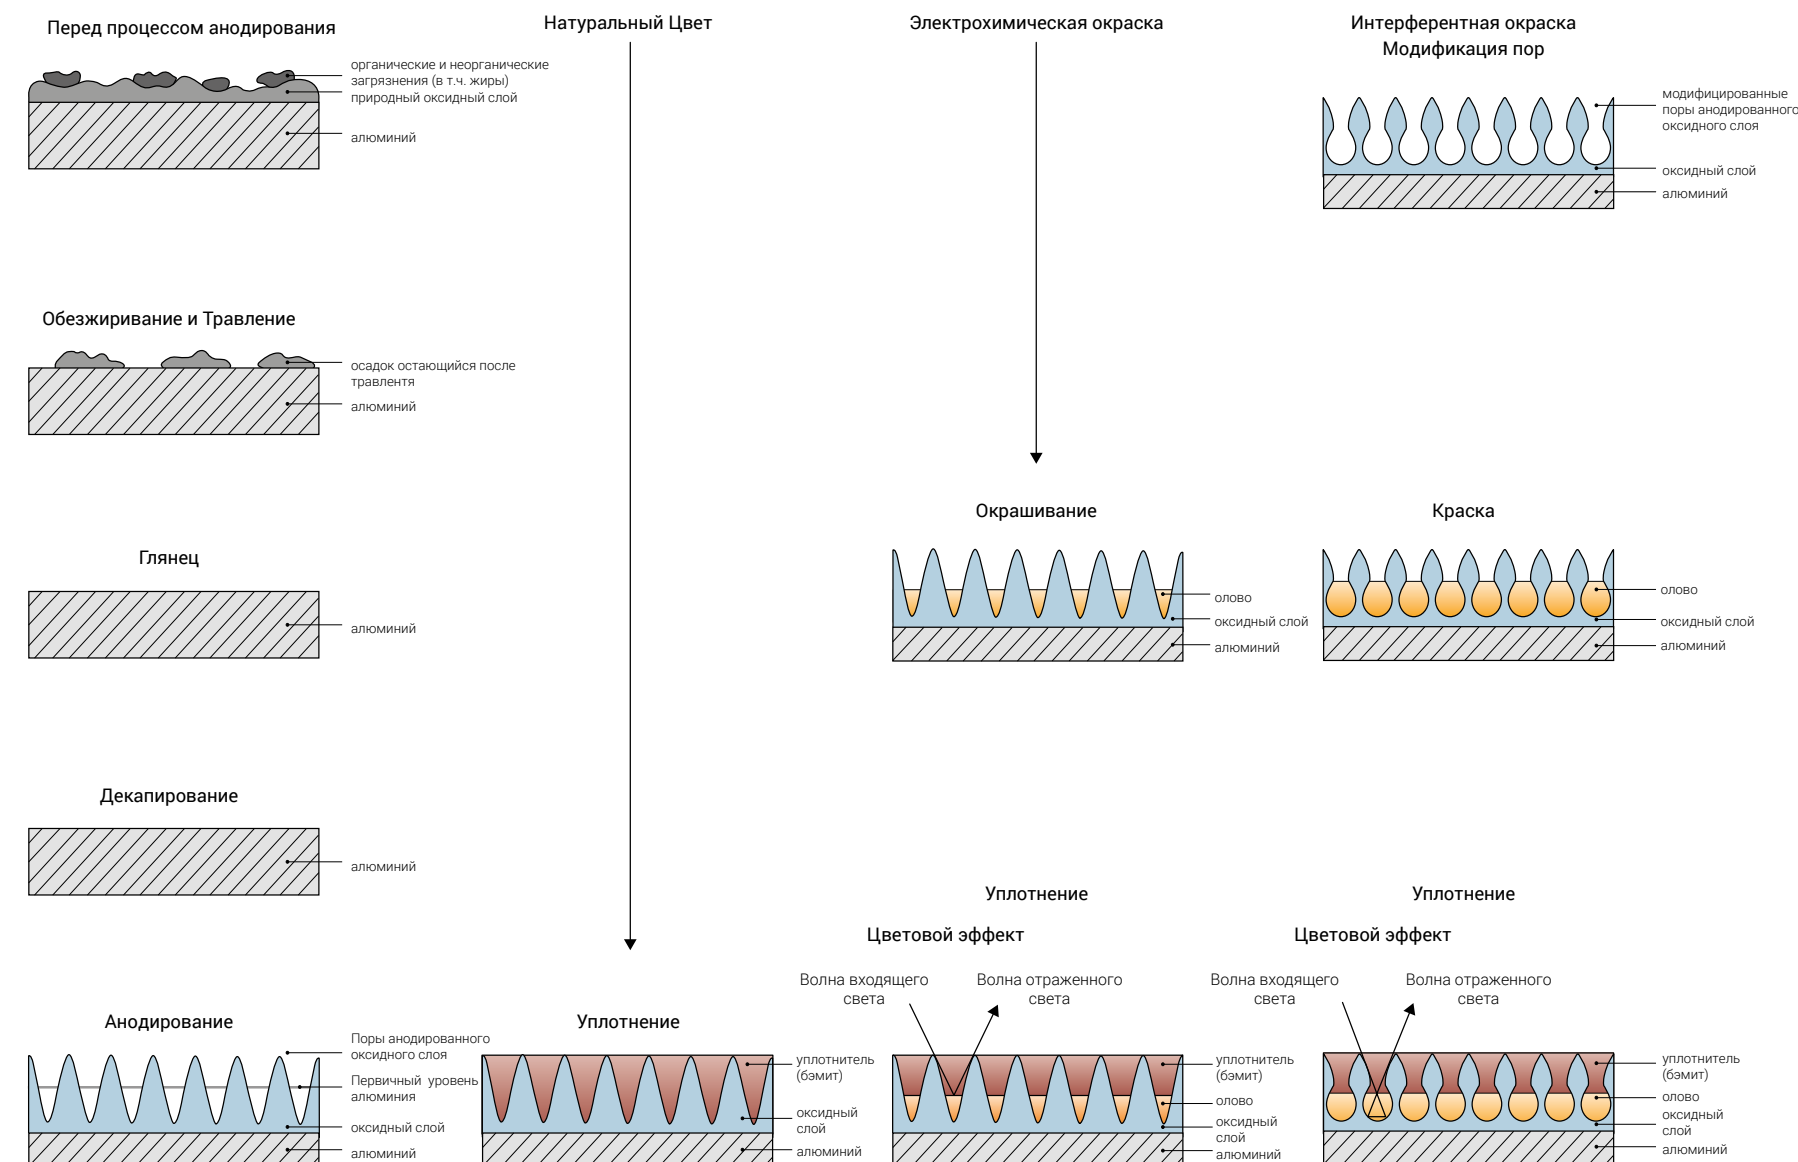 Перед процессом анодирования
органические и неорганические
загрязнения (в т.ч. жиры)
природный оксидный слой
алюминий
Обезжиривание и Травление
осадок остающийся после
травлентя
алюминий
Глянец
алюминий
Декапирование
алюминий
Анодирование
Поры анодированного
оксидного слоя
Первичный уровень
алюминия
оксидный слой
алюминий
Натуральный Цвет
Уплотнение
уплотнитель
(бэмит)
оксидный
слой
алюминий
Электрохимическая окраска
Окрашивание
олово
оксидный слой
алюминий
Уплотнение
Цветовой эффект
Волна входящего
света
Волна отраженного
света
уплотнитель
(бэмит)
олово
оксидный
слой
алюминий
Интерферентная окраска
Модификация пор
модифицированные
поры анодированного
оксидного слоя
оксидный слой
алюминий
Краска
олово
оксидный слой
алюминий
Уплотнение
Цветовой эффект
Волна входящего
света
Волна отраженного
света
уплотнитель
(бэмит)
олово
оксидный
слой
алюминий